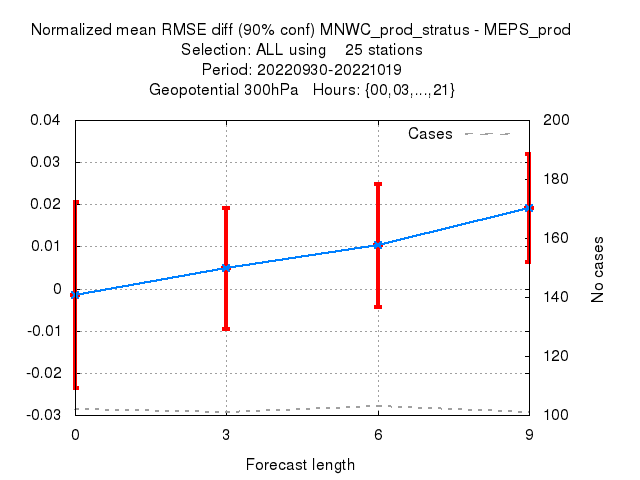 Normalized mean RMSE diff (90% conf) MNWC_prod_stratus - MEPS_prod
Selection: ALL using    25 stations
Period: 20220930-20221019
Geopotential 300hPa   Hours: {00,03,...,21}
Cases
0.04
0.03
0.02
0.01
0
-0.01
-0.02
-0.03
200
180
160
140
120
100
No cases
0
3
6
9
Forecast length